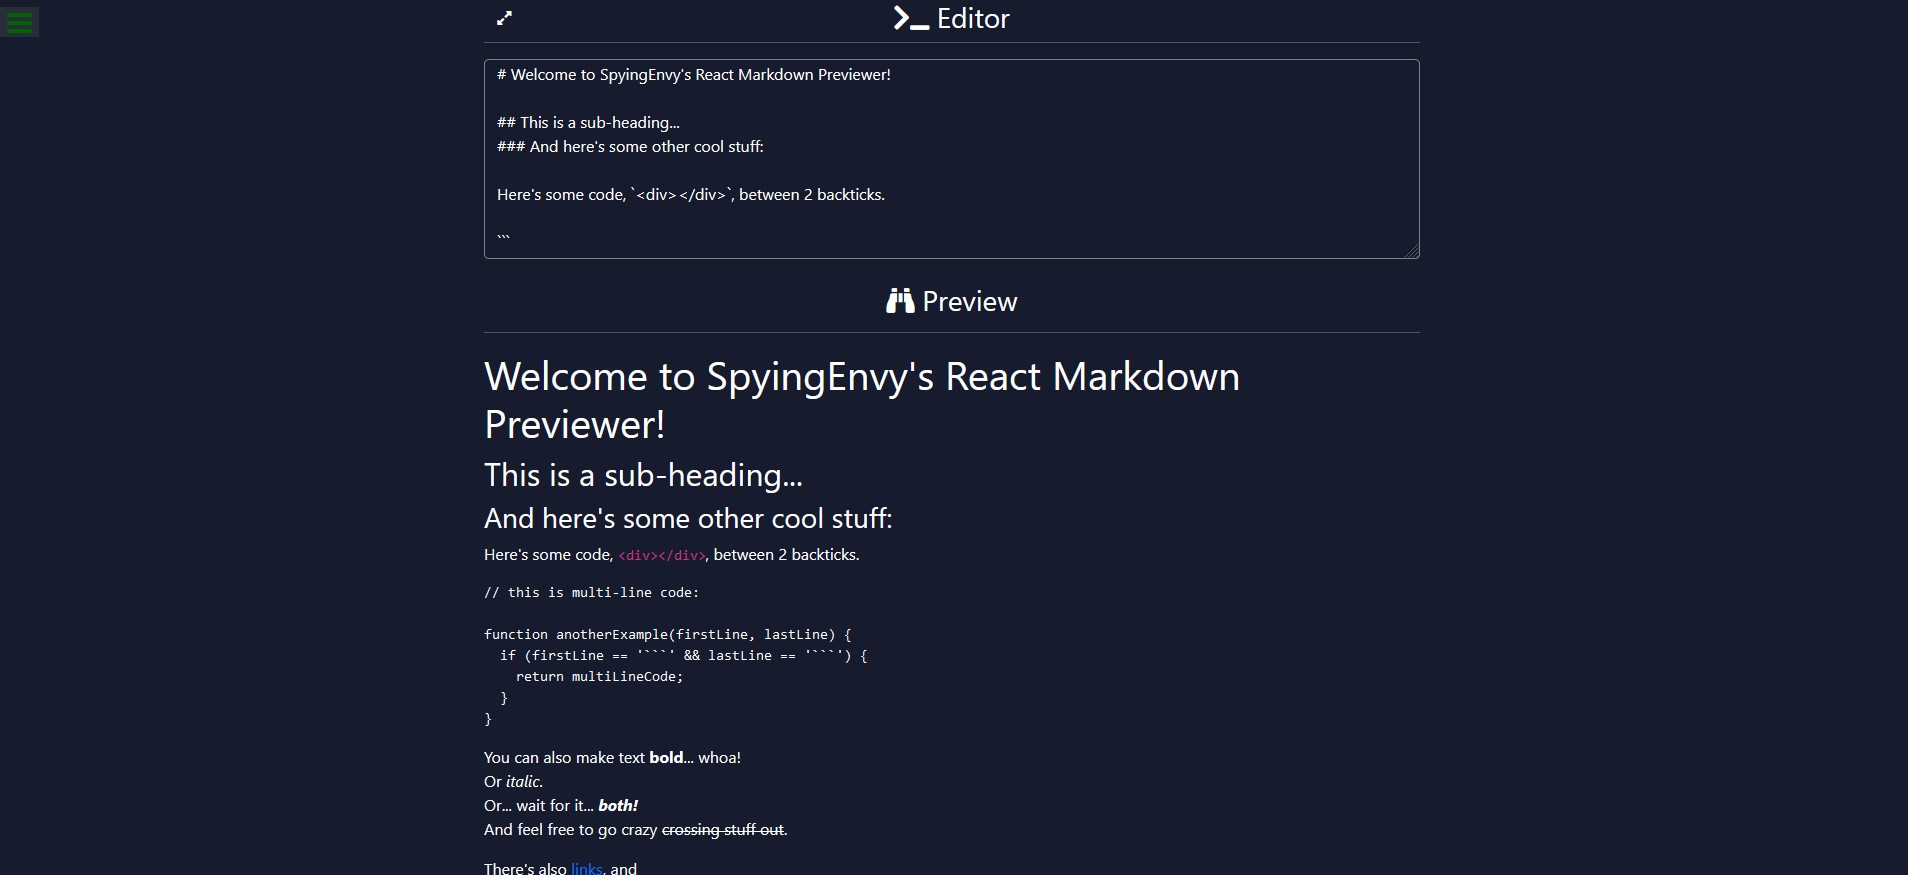 Editor
# Welcome to SpyingEnvy's React Markdown Previewer!
## This is a sub-heading...
### And here's some other cool stuff:
Here's some code, `<div></div>`, between 2 backticks.
```
Preview
Welcome to SpyingEnvy's React Markdown
Previewer!
This is a sub-heading...
And here's some other cool stuff:
Here's some code, <div></div>, between 2 backticks.
// this is multi-line code:
function anotherExample(firstLine, lastLine) {
  if (firstLine == '```' && lastLine == '```') {
    return multiLineCode;
  }
}
You can also make text bold... whoa!
Or italic.
Or... wait for it... both!
And feel free to go crazy crossing stuff out.
There's also links, and